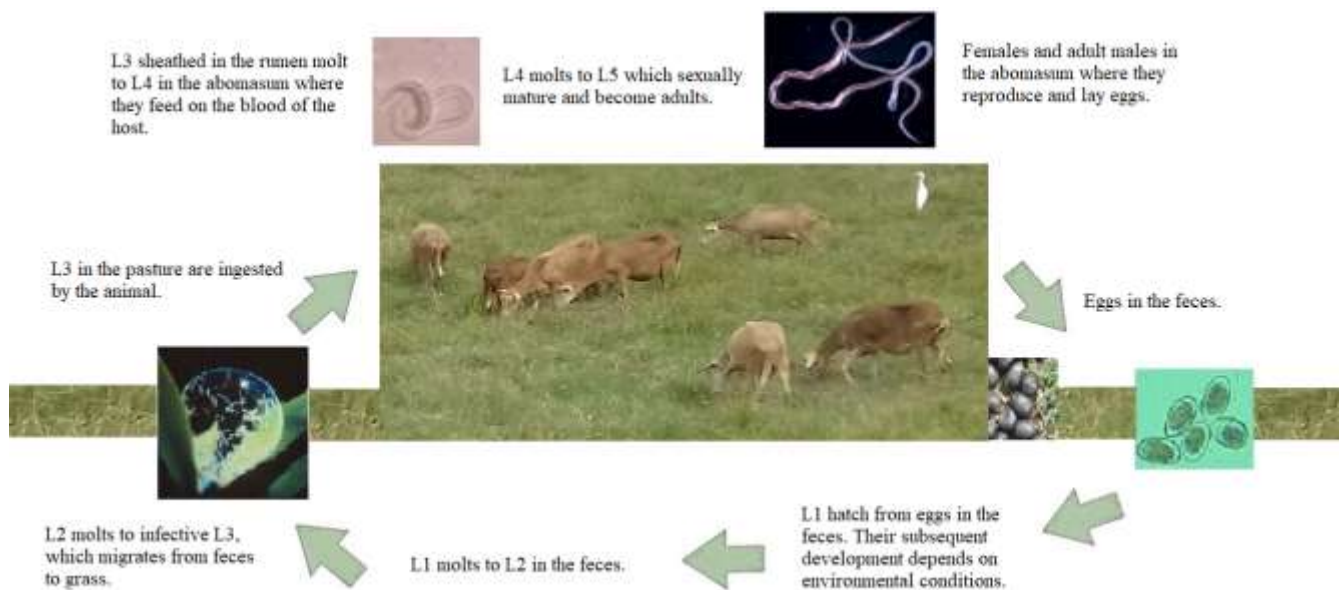 L3 sheathed in the rumen molt
to L4 in the abomasum where
they feed on the blood of the
host.
L4 molts to L5 which sexually
mature and become adults.
Females and adult males in
the abomasum where they
reproduce and lay eggs.
L3 in the pasture are ingested
by the animal.
Eggs in the feces.
L2 molts to infective L3,
which migrates from feces
to grass.
L1 molts to L2 in the feces.
L1 hatch from eggs in the
feces. Their subsequent
development depends on
environmental conditions.